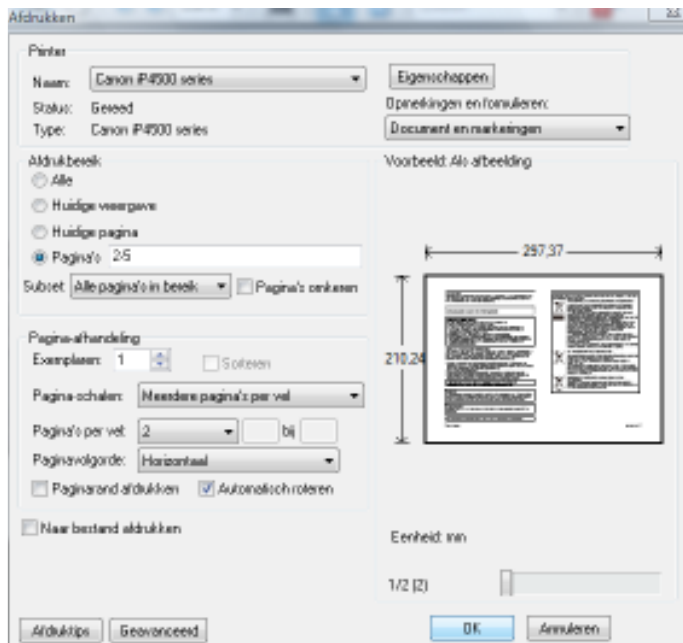 Afdrukken
Printer
Naam: Canon iP4500 series
Eigenschappen
Status: Gereed
Opmerkingen en formulieren:
Type: Canon iP4500 series
Document en markeringen
Afdrukbereik
Voorbeeld: Als afbeelding
Alle
Huidige weergave
Huidige pagina
Pagina's 2-5
Subset: Alle pagina's in bereik Pagina's omkeren
297,37
210,24
Pagina-afhandeling
Exemplaren: 1 Sorteren
Pagina-schalen: Meerdere pagina's per vel
Pagina's per vel: 2 bij
Paginavolgorde: Horizontaal
Paginarand afdrukken Automatisch roteren
Naar bestand afdrukken
Eenheid: mm
1/2 (2)
Afdruktips Geavanceerd OK Annuleren